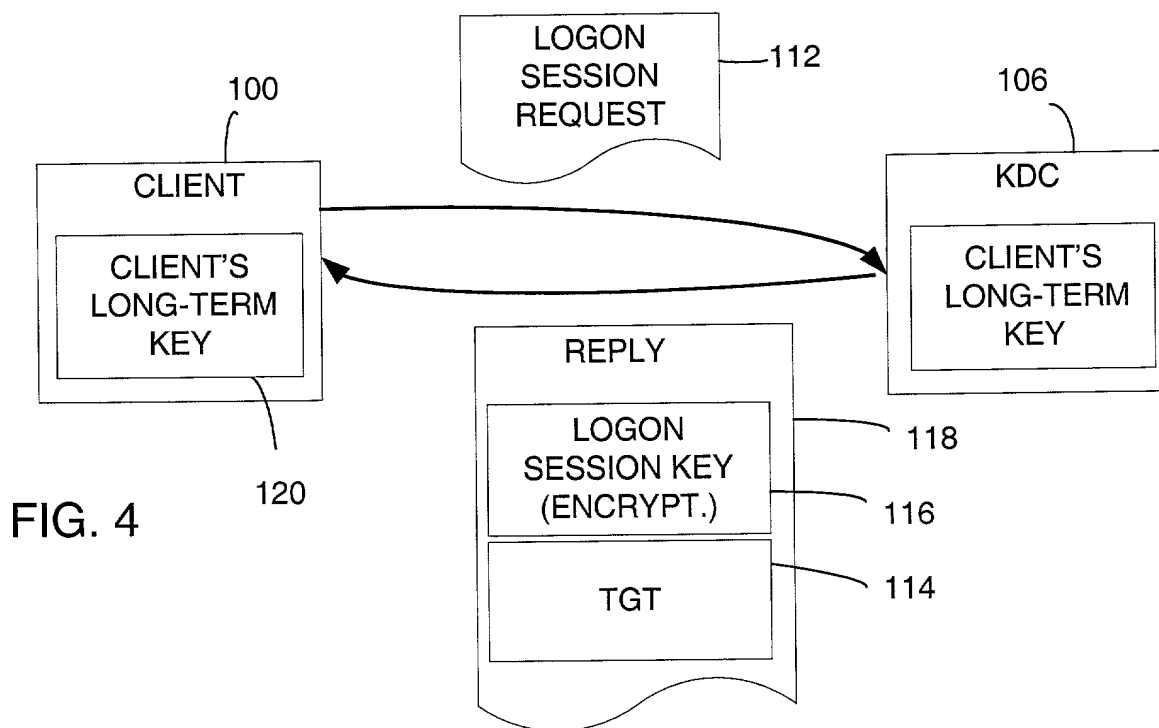 LOGON
SESSION
REQUEST
112
100
106
CLIENT
CLIENT'S
LONG-TERM
KEY
KDC
CLIENT'S
LONG-TERM
KEY
120
REPLY
LOGON
SESSION KEY
(ENCRYPT.)
118
116
TGT
114
FIG. 4